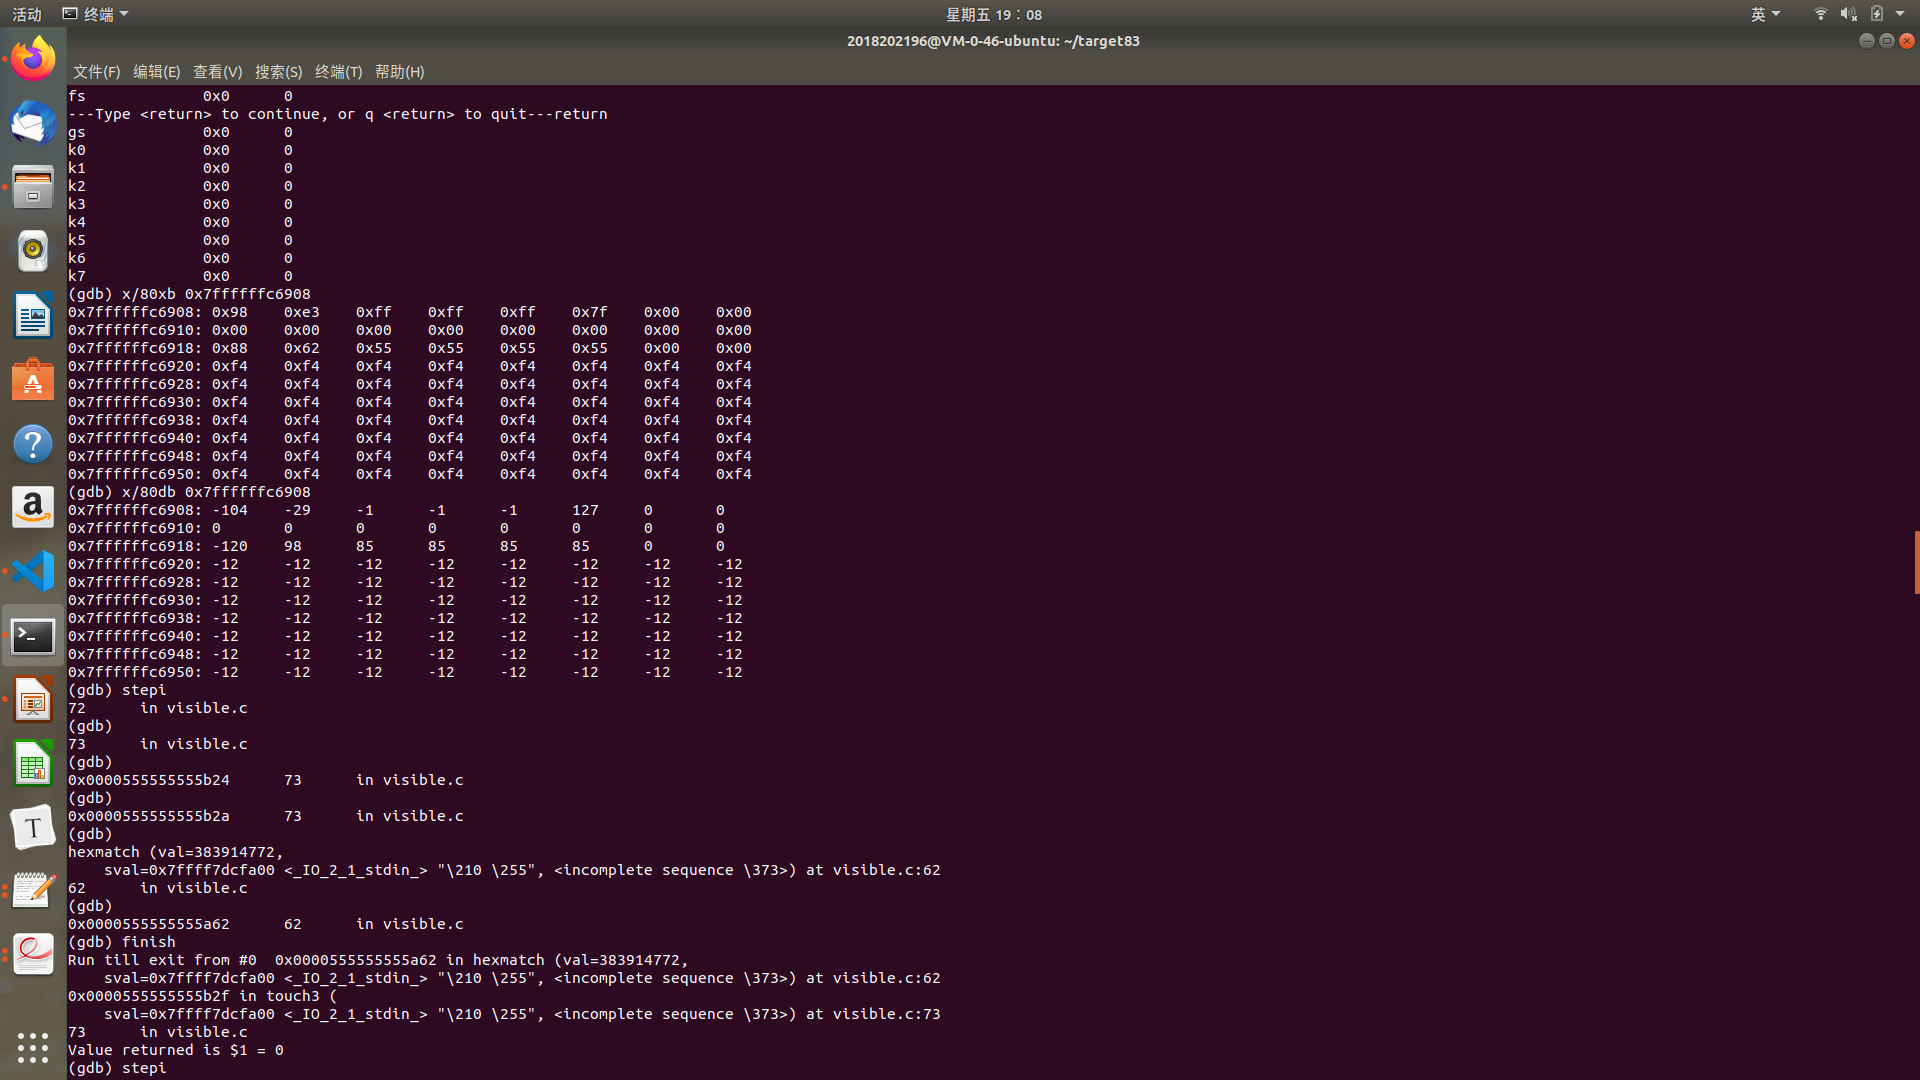 活动 终端 星期五 19：08 英
2018202196@VM-0-46-ubuntu: ~/target83
文件(F) 编辑(E) 查看(V) 搜索(S) 终端(T) 帮助(H)
fs 0x0 0
---Type <return> to continue, or q <return> to quit---return
gs 0x0 0
k0 0x0 0
k1 0x0 0
k2 0x0 0
k3 0x0 0
k4 0x0 0
k5 0x0 0
k6 0x0 0
k7 0x0 0
(gdb) x/80xb 0x7ffffffc6908
0x7ffffffc6908: 0x98 0xe3 0xff 0xff 0xff 0x7f 0x00 0x00
0x7ffffffc6910: 0x00 0x00 0x00 0x00 0x00 0x00 0x00 0x00
0x7ffffffc6918: 0x88 0x62 0x55 0x55 0x55 0x55 0x00 0x00
0x7ffffffc6920: 0xf4 0xf4 0xf4 0xf4 0xf4 0xf4 0xf4 0xf4
0x7ffffffc6928: 0xf4 0xf4 0xf4 0xf4 0xf4 0xf4 0xf4 0xf4
0x7ffffffc6930: 0xf4 0xf4 0xf4 0xf4 0xf4 0xf4 0xf4 0xf4
0x7ffffffc6938: 0xf4 0xf4 0xf4 0xf4 0xf4 0xf4 0xf4 0xf4
0x7ffffffc6940: 0xf4 0xf4 0xf4 0xf4 0xf4 0xf4 0xf4 0xf4
0x7ffffffc6948: 0xf4 0xf4 0xf4 0xf4 0xf4 0xf4 0xf4 0xf4
0x7ffffffc6950: 0xf4 0xf4 0xf4 0xf4 0xf4 0xf4 0xf4 0xf4
(gdb) x/80db 0x7ffffffc6908
0x7ffffffc6908: -104 -29 -1 -1 -1 127 0 0
0x7ffffffc6910: 0 0 0 0 0 0 0 0
0x7ffffffc6918: -120 98 85 85 85 85 0 0
0x7ffffffc6920: -12 -12 -12 -12 -12 -12 -12 -12
0x7ffffffc6928: -12 -12 -12 -12 -12 -12 -12 -12
0x7ffffffc6930: -12 -12 -12 -12 -12 -12 -12 -12
0x7ffffffc6938: -12 -12 -12 -12 -12 -12 -12 -12
0x7ffffffc6940: -12 -12 -12 -12 -12 -12 -12 -12
0x7ffffffc6948: -12 -12 -12 -12 -12 -12 -12 -12
0x7ffffffc6950: -12 -12 -12 -12 -12 -12 -12 -12
(gdb) stepi
72 in visible.c
(gdb)
73 in visible.c
(gdb)
0x0000555555555b24 73 in visible.c
(gdb)
0x0000555555555b2a 73 in visible.c
(gdb)
hexmatch (val=383914772,
sval=0x7ffff7dcfa00 <_IO_2_1_stdin_> "\210 \255", <incomplete sequence \373>) at visible.c:62
62 in visible.c
(gdb)
0x0000555555555a62 62 in visible.c
(gdb) finish
Run till exit from #0 0x0000555555555a62 in hexmatch (val=383914772,
sval=0x7ffff7dcfa00 <_IO_2_1_stdin_> "\210 \255", <incomplete sequence \373>) at visible.c:62
0x0000555555555b2f in touch3 (
sval=0x7ffff7dcfa00 <_IO_2_1_stdin_> "\210 \255", <incomplete sequence \373>) at visible.c:73
73 in visible.c
Value returned is $1 = 0
(gdb) stepi